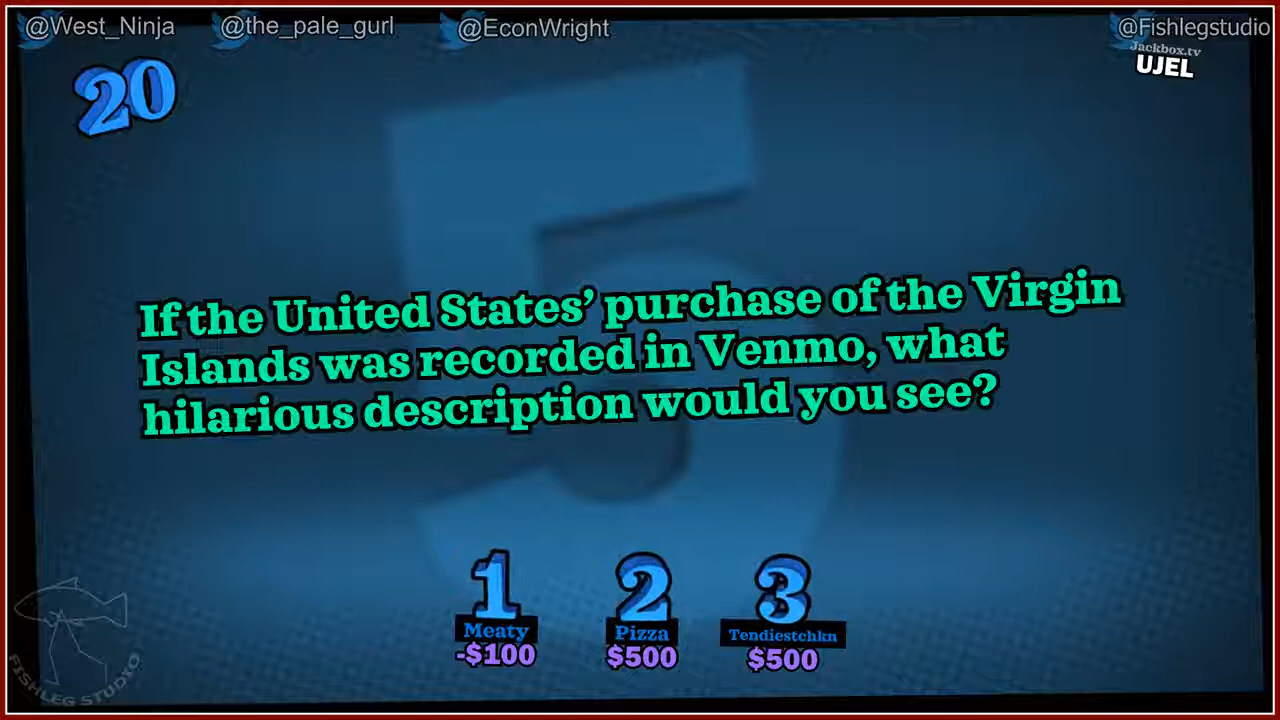 @West_Ninja @the_pale_gurl @EconWright @Fishlegstudio
Jackbox.tv
UJEL
20
5
If the United States’ purchase of the Virgin
Islands was recorded in Venmo, what
hilarious description would you see?
1 2 3
Meaty Pizza Tendiestchkn
-$100 $500 $500
FISHLEG STUDIO